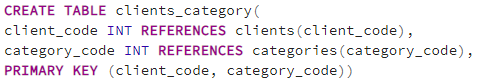 CREATE TABLE clients_category(
client_code INT REFERENCES clients(client_code),
category_code INT REFERENCES categories(category_code),
PRIMARY KEY (client_code, category_code))